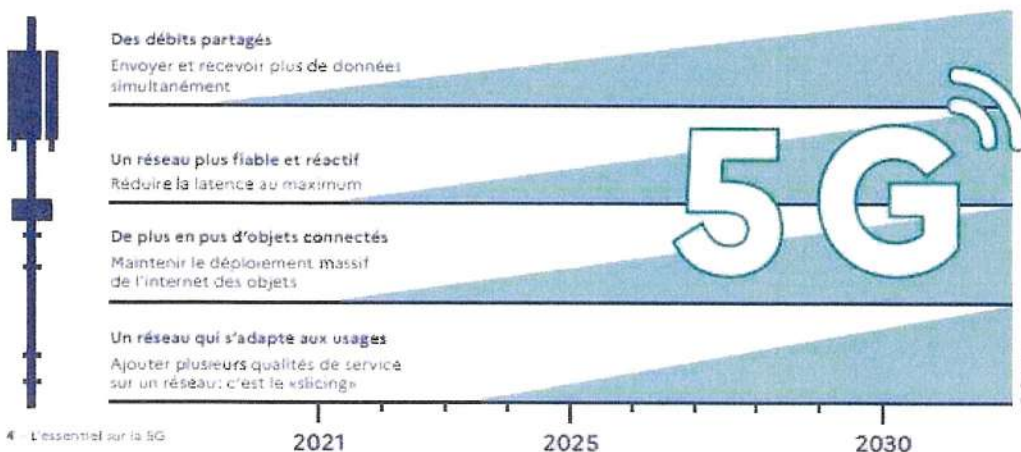 Des débits partagés
Envoyer et recevoir plus de données
simultanément
Un réseau plus fiable et réactif
Réduire la latence au maximum
De plus en pus d'objets connectés
Maintenir le déploiement massif
de l'internet des objets
Un réseau qui s'adapte aux usages
Ajouter plusieurs qualités de service
sur un réseau: c'est le «slicing»
5G
2021 2025 2030
4 - L'essentiel sur la 5G